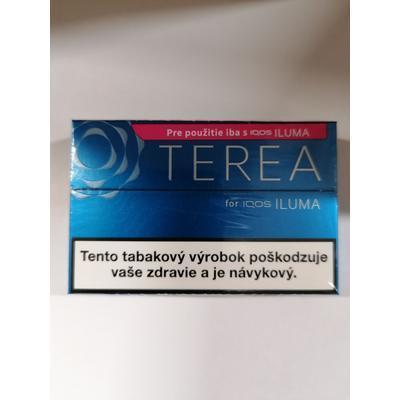 Pre použitie iba s IQOS ILUMA
TEREA
for IQOS ILUMA
Tento tabakový výrobok poškodzuje
vaše zdravie a je návykový.